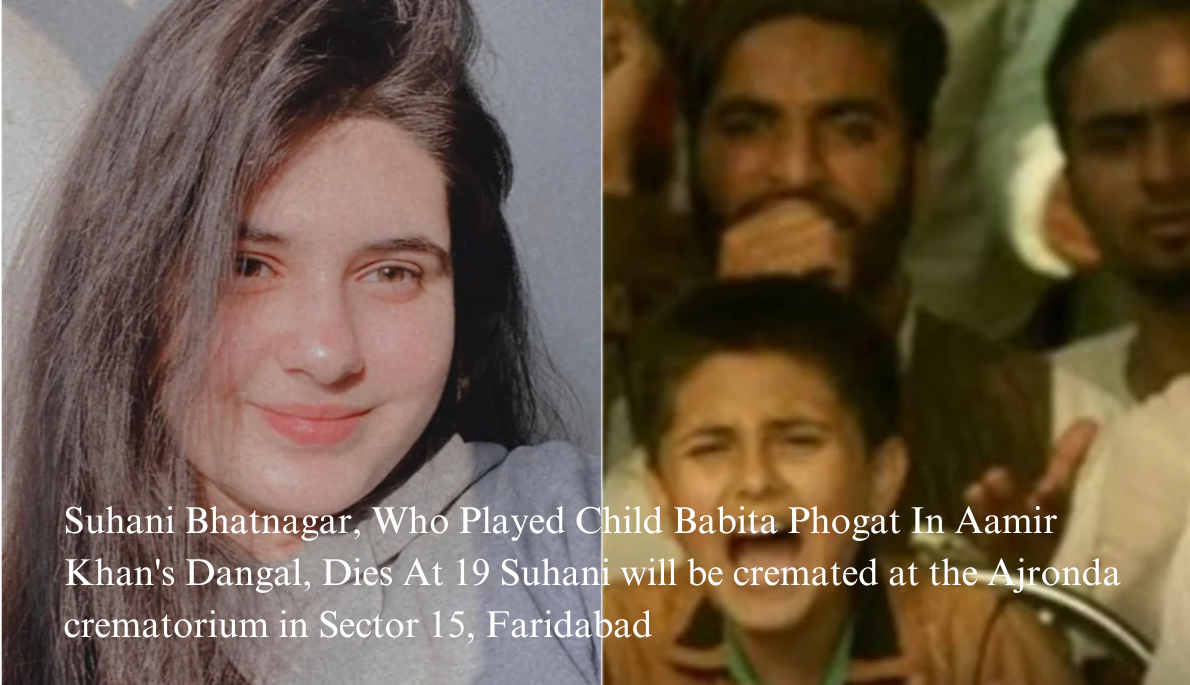 Suhani Bhatnagar, Who Played Child Babita Phogat In Aamir
Khan's Dangal, Dies At 19 Suhani will be cremated at the Ajronda
crematorium in Sector 15, Faridabad